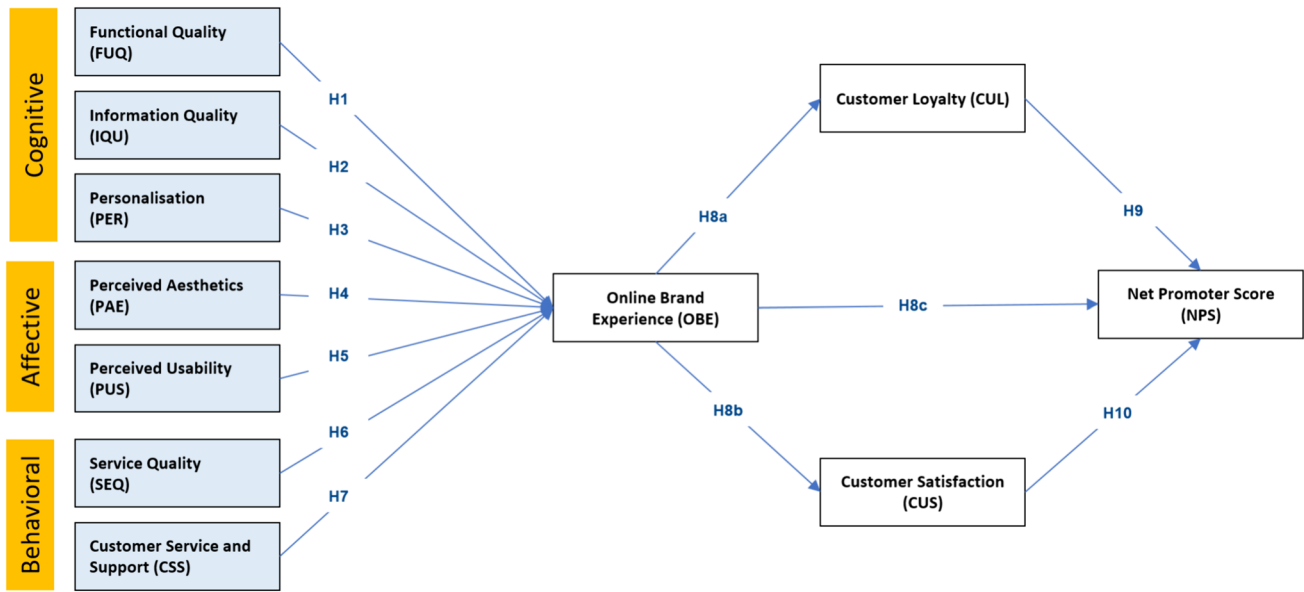 Cognitive
Functional Quality
(FUQ)
Information Quality
(IQU)
Personalisation
(PER)
Affective
Perceived Aesthetics
(PAE)
Perceived Usability
(PUS)
Behavioral
Service Quality
(SEQ)
Customer Service and
Support (CSS)
H1
H2
H3
H4
H5
H6
H7
Online Brand
Experience (OBE)
H8a
H8c
H8b
Customer Loyalty (CUL)
Customer Satisfaction
(CUS)
H9
H10
Net Promoter Score
(NPS)